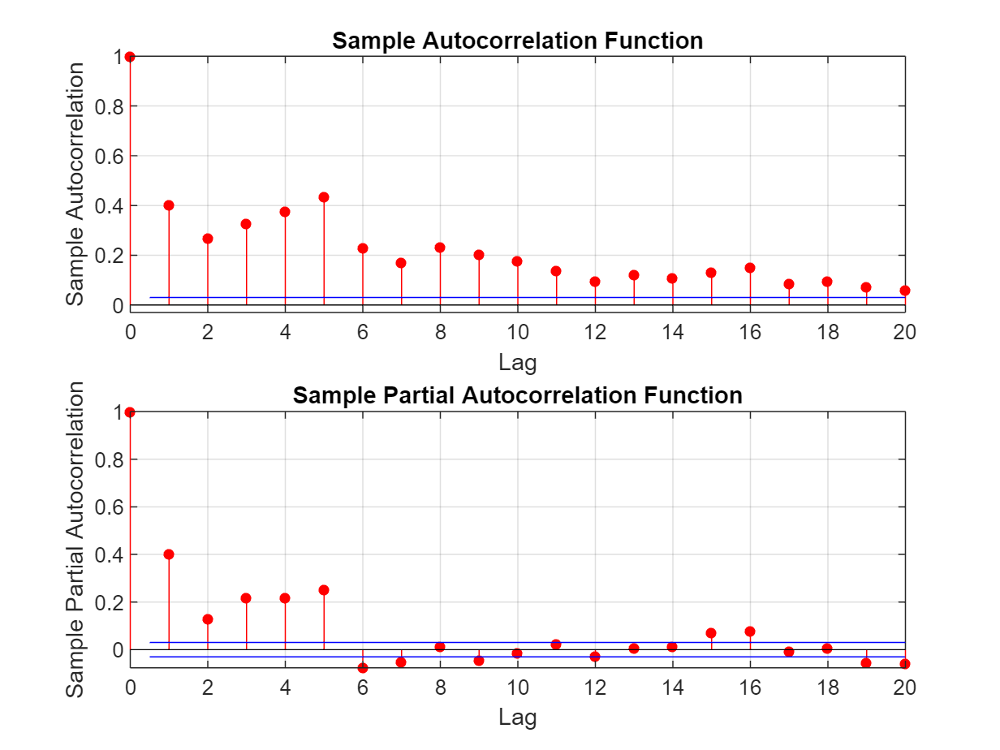 Sample Autocorrelation Function
Sample Autocorrelation
1
0.8
0.6
0.4
0.2
0
0 2 4 6 8 10 12 14 16 18 20
Lag
Sample Partial Autocorrelation Function
Sample Partial Autocorrelation
1
0.8
0.6
0.4
0.2
0
0 2 4 6 8 10 12 14 16 18 20
Lag